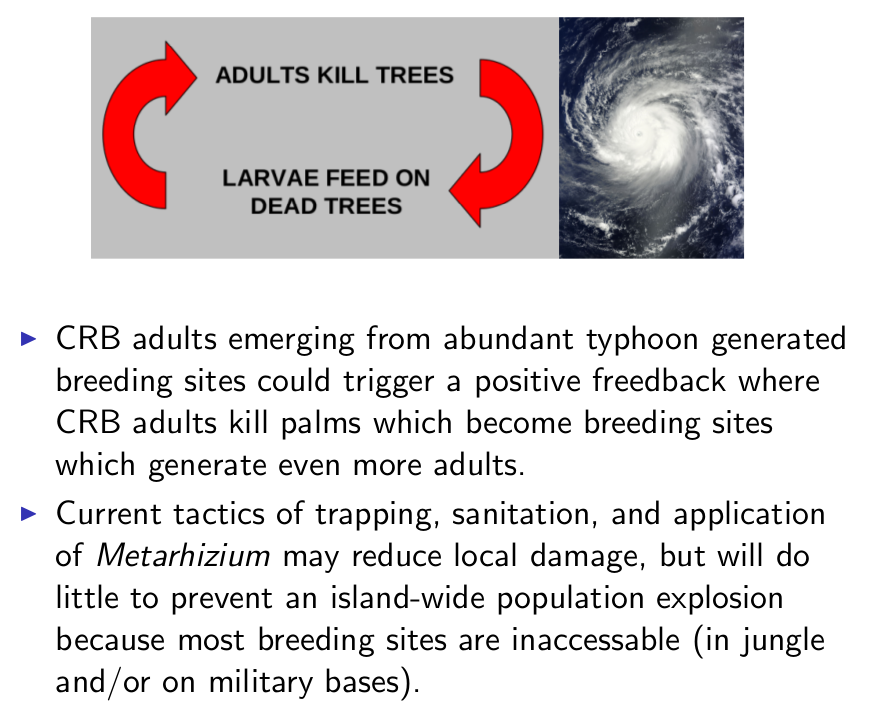 ADULTS KILL TREES
LARVAE FEED ON
DEAD TREES
CRB adults emerging from abundant typhoon generated
breeding sites could trigger a positive freedback where
CRB adults kill palms which become breeding sites
which generate even more adults.
Current tactics of trapping, sanitation, and application
of Metarhizium may reduce local damage, but will do
little to prevent an island-wide population explosion
because most breeding sites are inaccessable (in jungle
and/or on military bases).